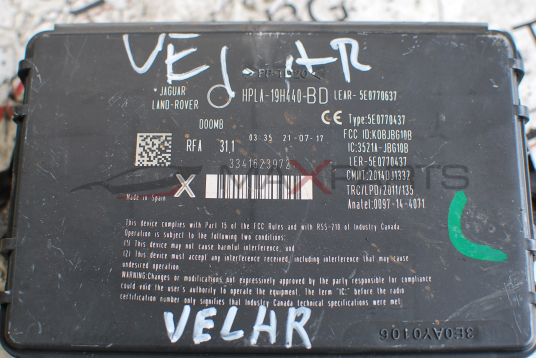 VELAR
JAGUAR
LAND-ROVER
HPLA-19H440-BD LEAR-5E0770637
D00MB
CE Type:5E0770437
FCC ID:KOBJBG10B
RFA 31,1 03:35 21-07-17
IC:3521A-JBG10B
3341623972
LER-5E0770437
CMIIT:2014DJ1337
X
TRC/LPD/2011/135
Made in Spain
Anatel:0097-14-4071
MAXPARTS
This device complies with Part 15 of the FCC Rules and with RSS-210 of Industry Canada.
Operation is subject to the following two conditions:
(1) This device may not cause harmful interference, and
(2) This device must accept any interference received, including interference that may cause
undesired operation.
WARNING:Changes or modifications not expressively approved by the party responsible for compliance
could void the user's authority to operate the equipment. The term "IC:" before the radio
certification number only signifies that Industry Canada technical specifications were met.
VELAR
3E0AY0106